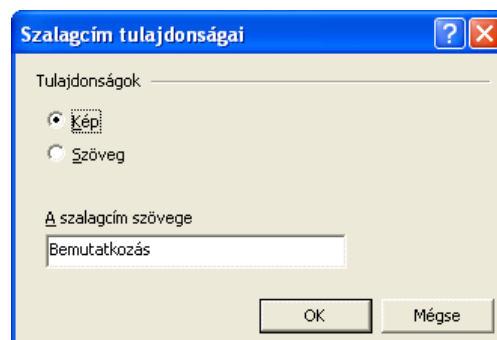 Szalagcím tulajdonságai
Tulajdonságok
Kép
Szöveg
A szalagcím szövege
Bemutatkozás
OK Mégse